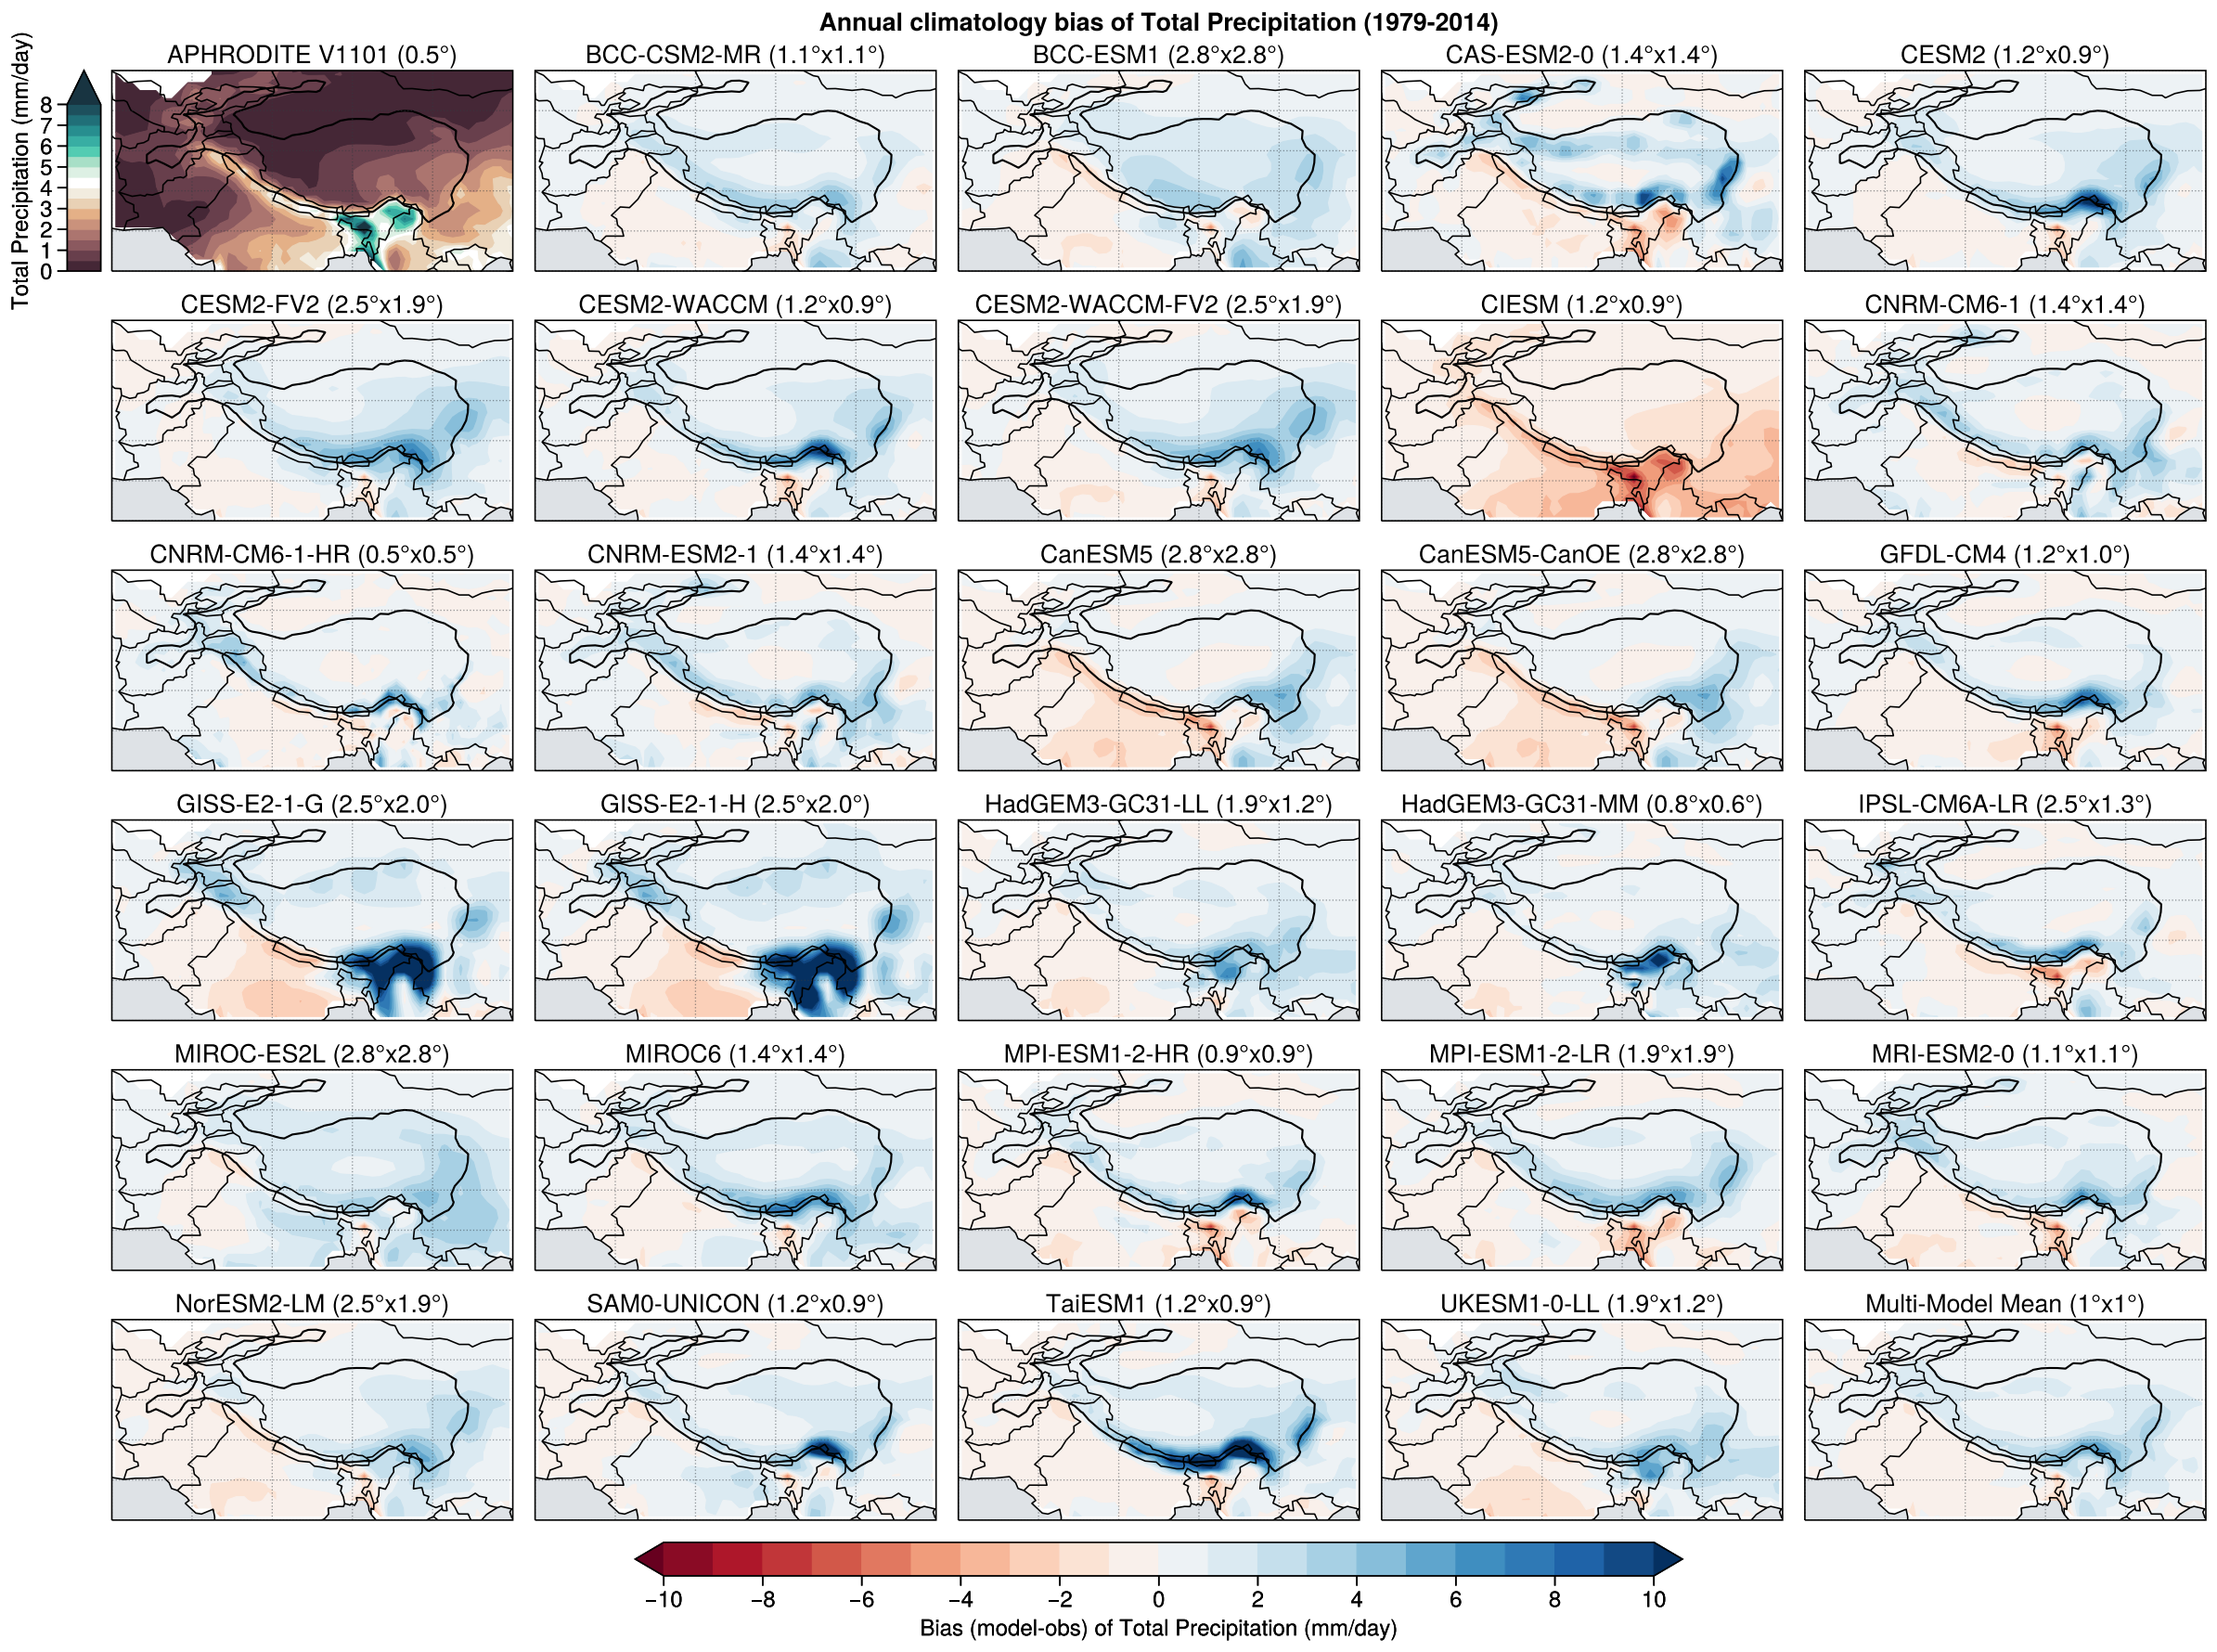 Annual climatology bias of Total Precipitation (1979-2014)
APHRODITE V1101 (0.5°)
BCC-CSM2-MR (1.1°x1.1°)
BCC-ESM1 (2.8°x2.8°)
CAS-ESM2-0 (1.4°x1.4°)
CESM2 (1.2°x0.9°)
Total Precipitation (mm/day)
8
7
6
5
4
3
2
1
0
CESM2-FV2 (2.5°x1.9°)
CESM2-WACCM (1.2°x0.9°)
CESM2-WACCM-FV2 (2.5°x1.9°)
CIESM (1.2°x0.9°)
CNRM-CM6-1 (1.4°x1.4°)
CNRM-CM6-1-HR (0.5°x0.5°)
CNRM-ESM2-1 (1.4°x1.4°)
CanESM5 (2.8°x2.8°)
CanESM5-CanOE (2.8°x2.8°)
GFDL-CM4 (1.2°x1.0°)
GISS-E2-1-G (2.5°x2.0°)
GISS-E2-1-H (2.5°x2.0°)
HadGEM3-GC31-LL (1.9°x1.2°)
HadGEM3-GC31-MM (0.8°x0.6°)
IPSL-CM6A-LR (2.5°x1.3°)
MIROC-ES2L (2.8°x2.8°)
MIROC6 (1.4°x1.4°)
MPI-ESM1-2-HR (0.9°x0.9°)
MPI-ESM1-2-LR (1.9°x1.9°)
MRI-ESM2-0 (1.1°x1.1°)
NorESM2-LM (2.5°x1.9°)
SAM0-UNICON (1.2°x0.9°)
TaiESM1 (1.2°x0.9°)
UKESM1-0-LL (1.9°x1.2°)
Multi-Model Mean (1°x1°)
−10 −8 −6 −4 −2 0 2 4 6 8 10
Bias (model-obs) of Total Precipitation (mm/day)